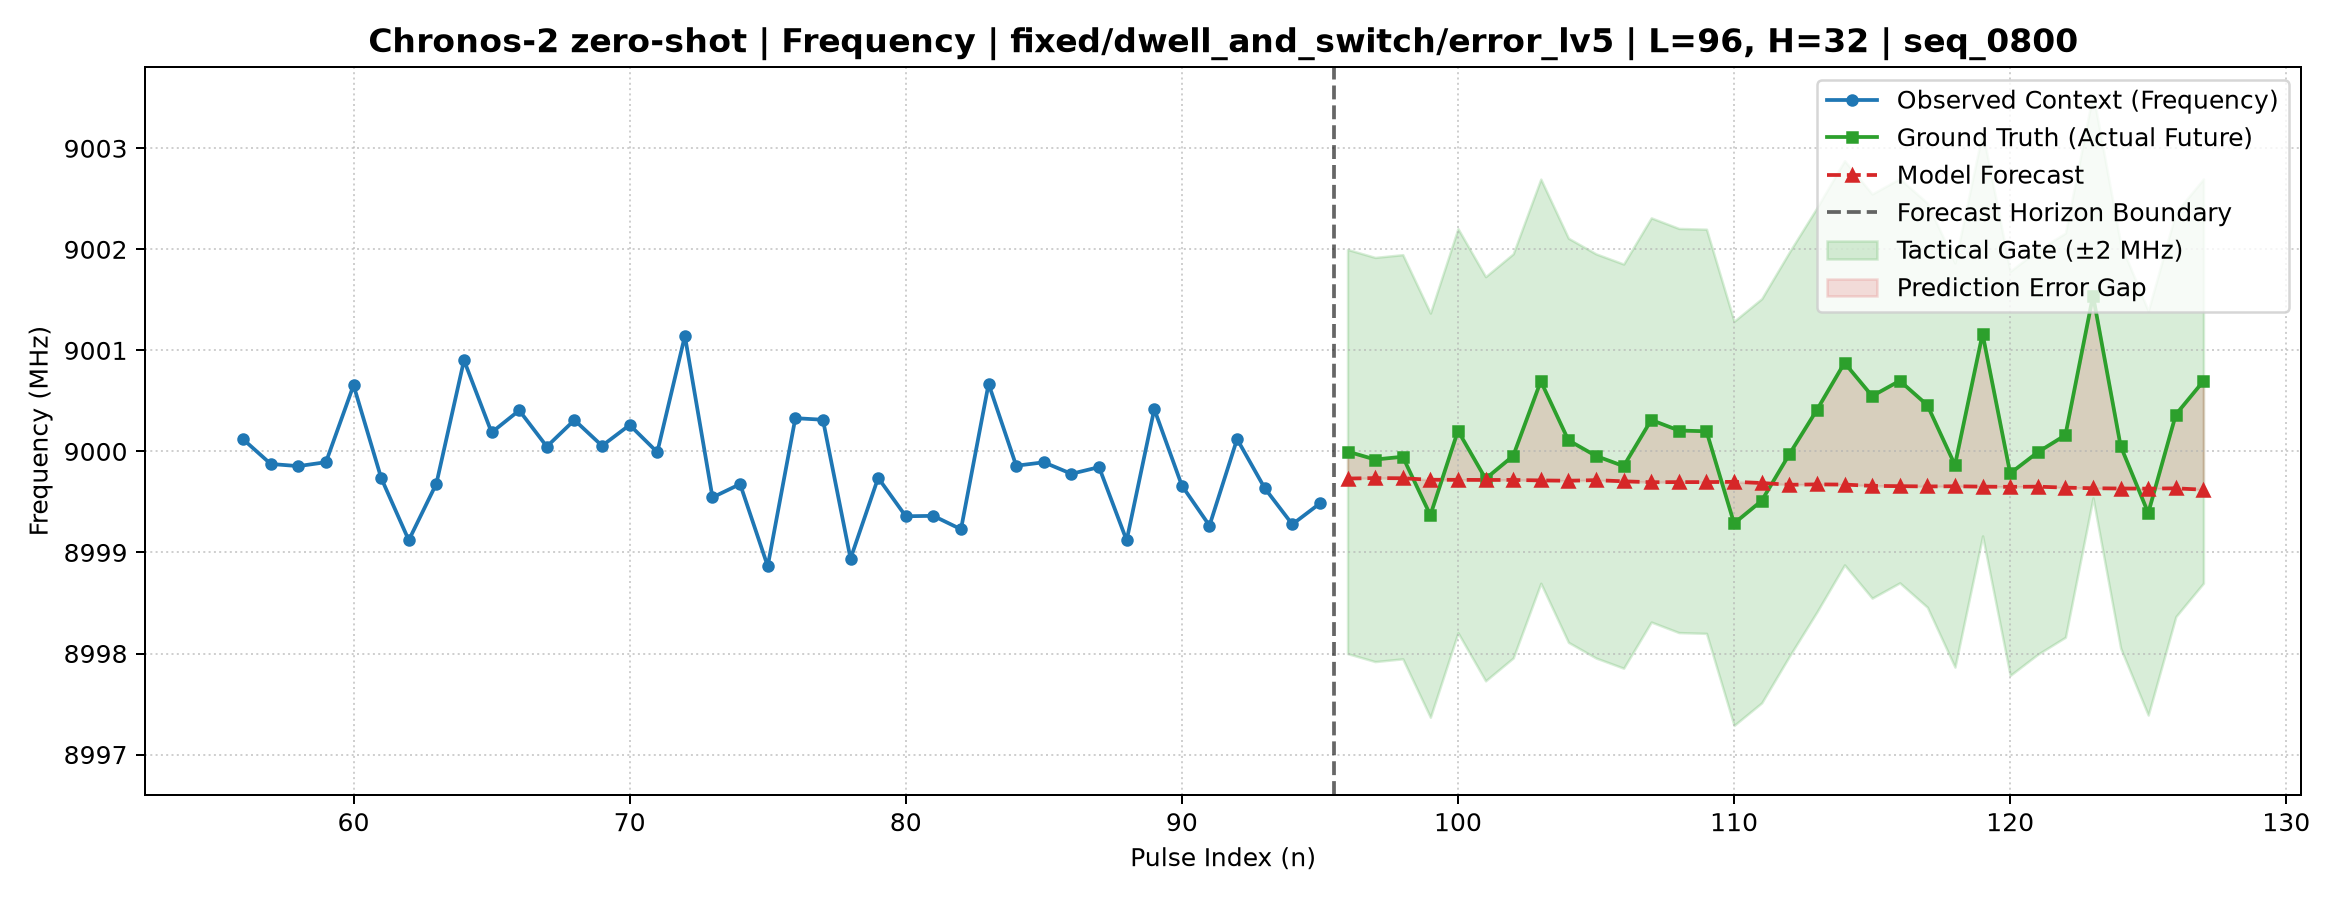 Chronos-2 zero-shot | Frequency | fixed/dwell_and_switch/error_lv5 | L=96, H=32 | seq_0800
Observed Context (Frequency)
Ground Truth (Actual Future)
Model Forecast
Forecast Horizon Boundary
Tactical Gate (±2 MHz)
Prediction Error Gap
Frequency (MHz)
9003
9002
9001
9000
8999
8998
8997
60 70 80 90 100 110 120 130
Pulse Index (n)